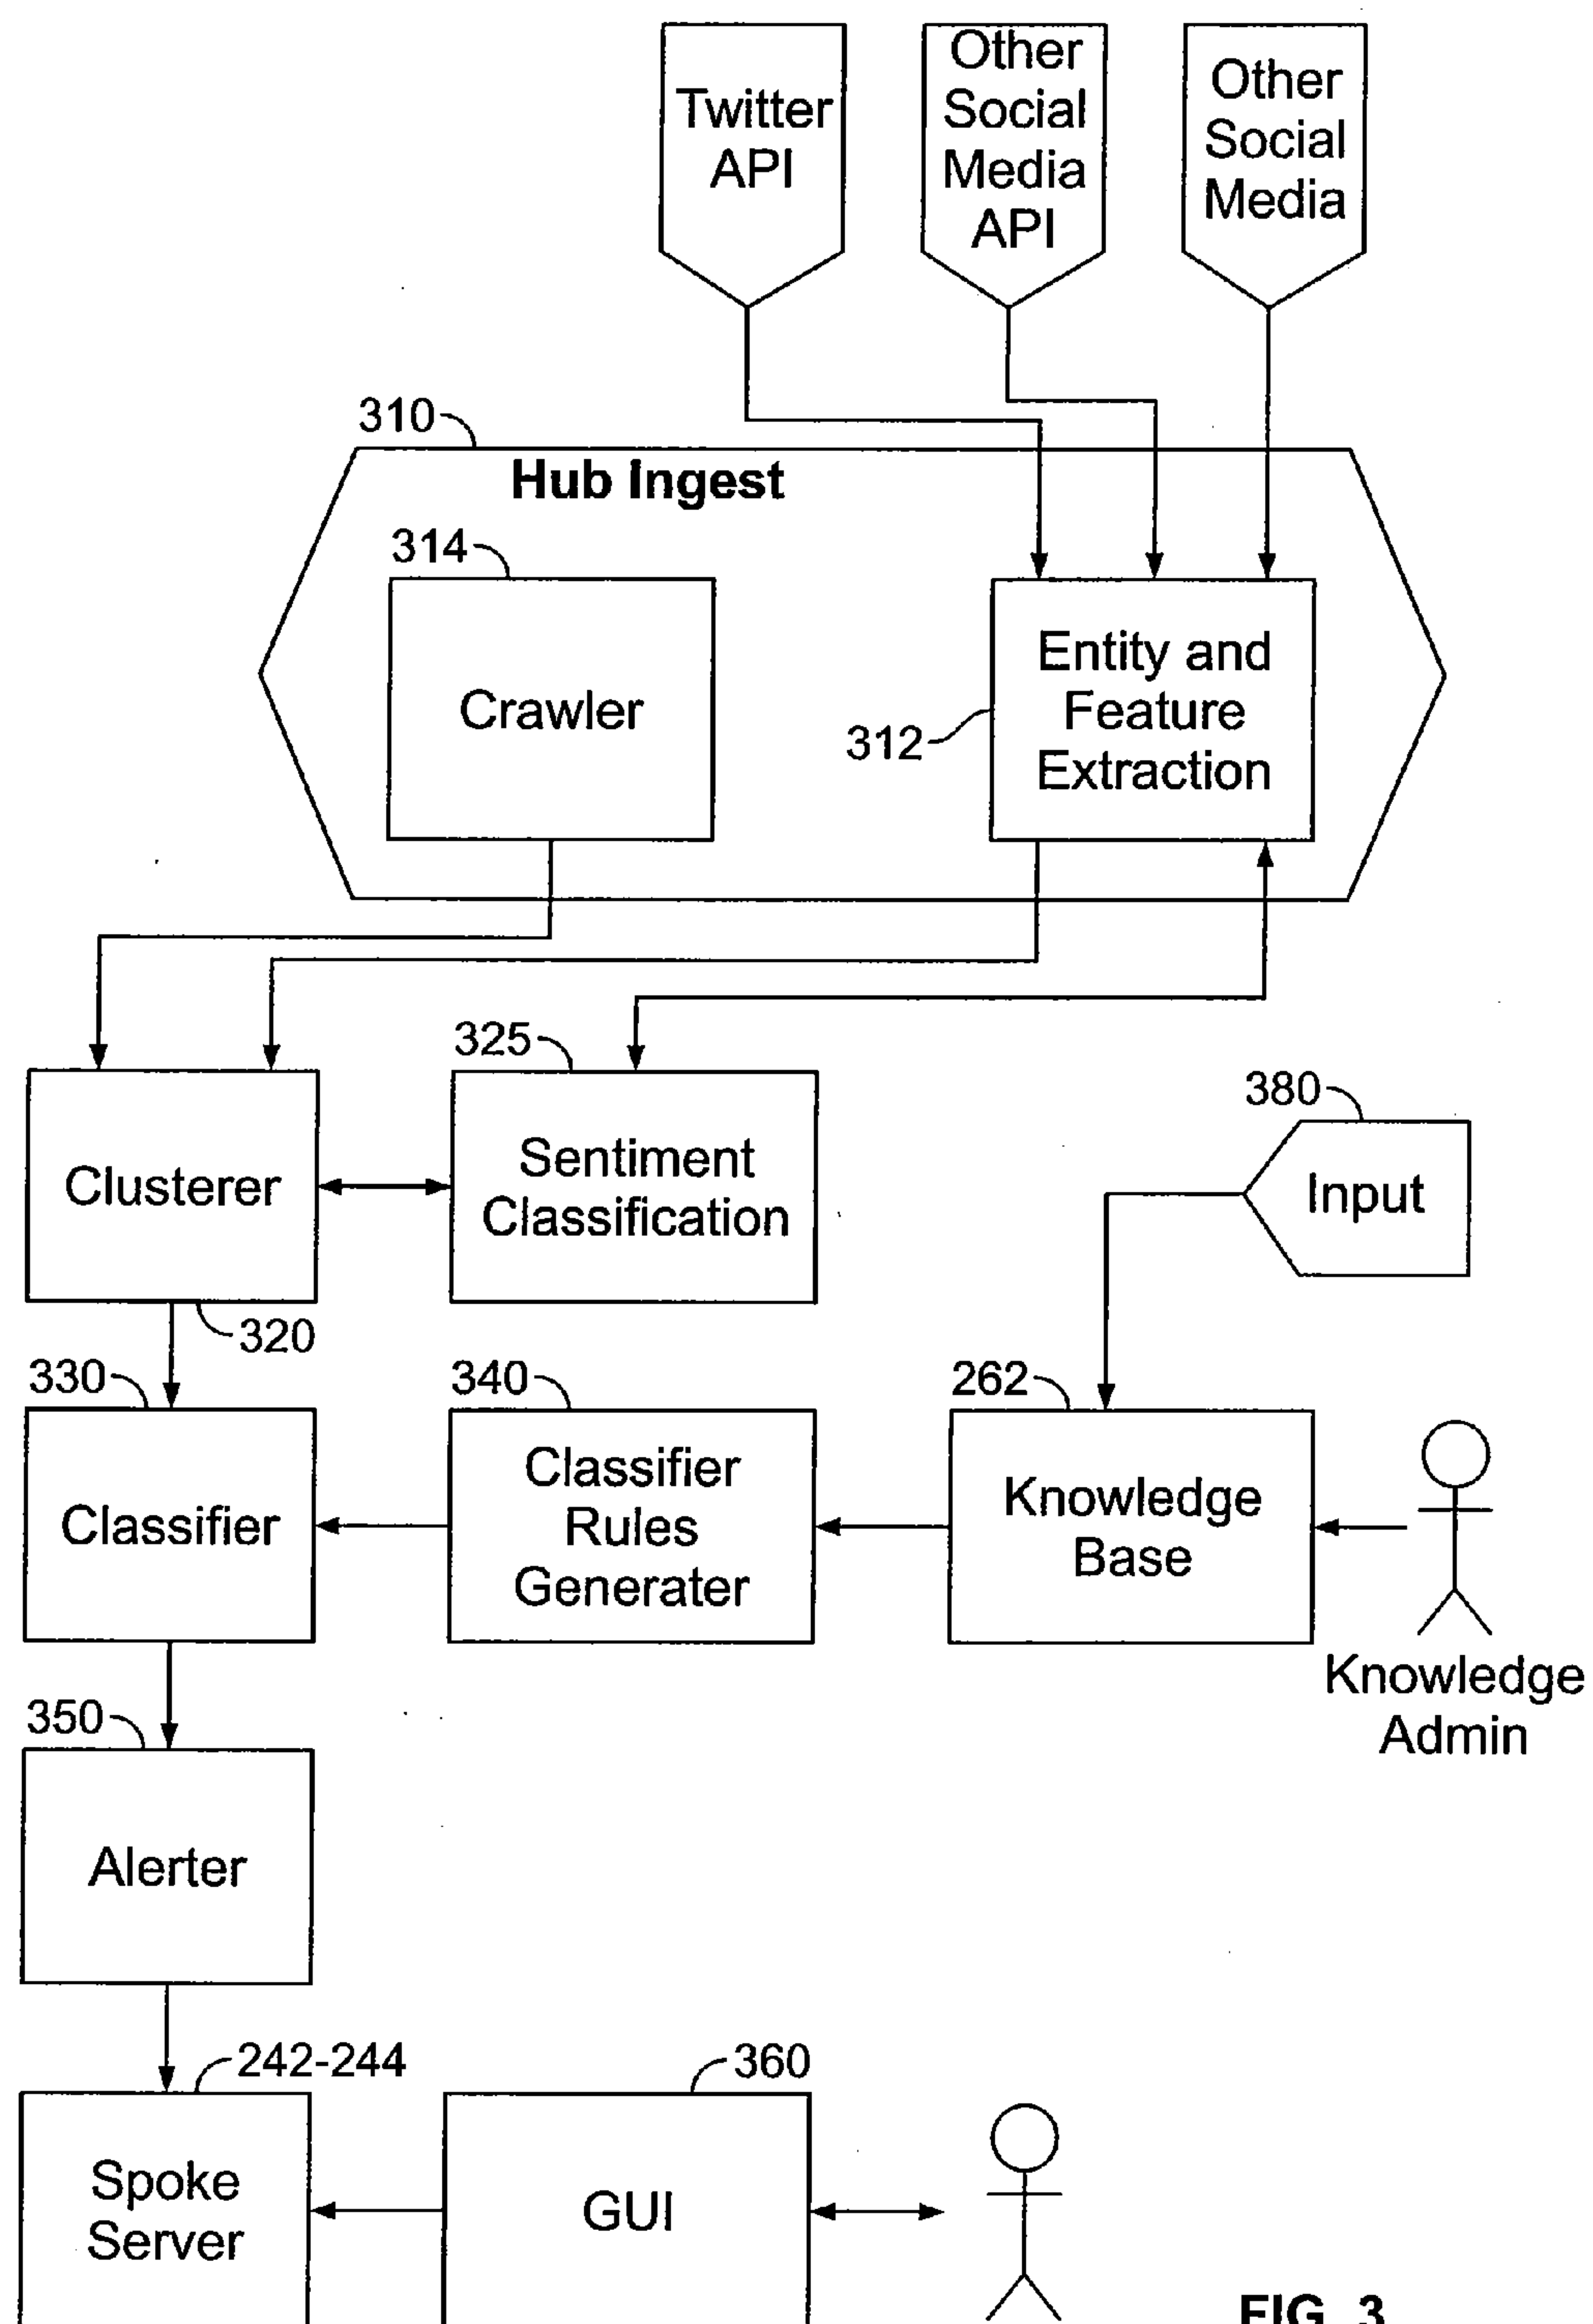 Twitter
API
Other
Social
Media
API
Other
Social
Media
310
Hub Ingest
314
Crawler
312
Entity and
Feature
Extraction
325
380
Clusterer
Sentiment
Classification
Input
320
330
340
262
Classifier
Classifier
Rules
Generater
Knowledge
Base
Knowledge
Admin
350
Alerter
242-244
360
Spoke
Server
GUI
FIG. 3